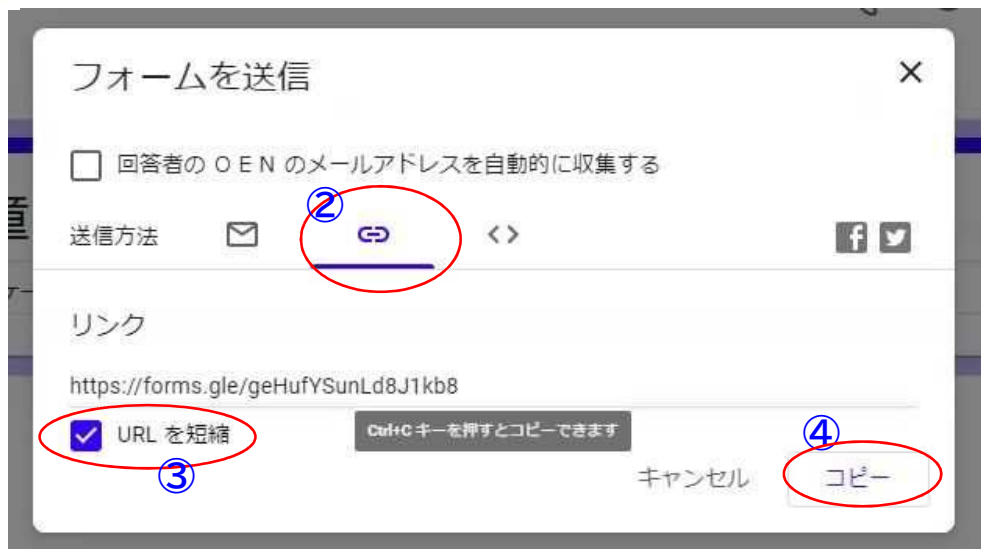 フォームを送信
回答者の OEN のメールアドレスを自動的に収集する
②
送信方法
リンク
https://forms.gle/geHufYSunLd8J1kb8
URL を短縮
Ctrl+C キーを押すとコピーできます
③
④
キャンセル
コピー